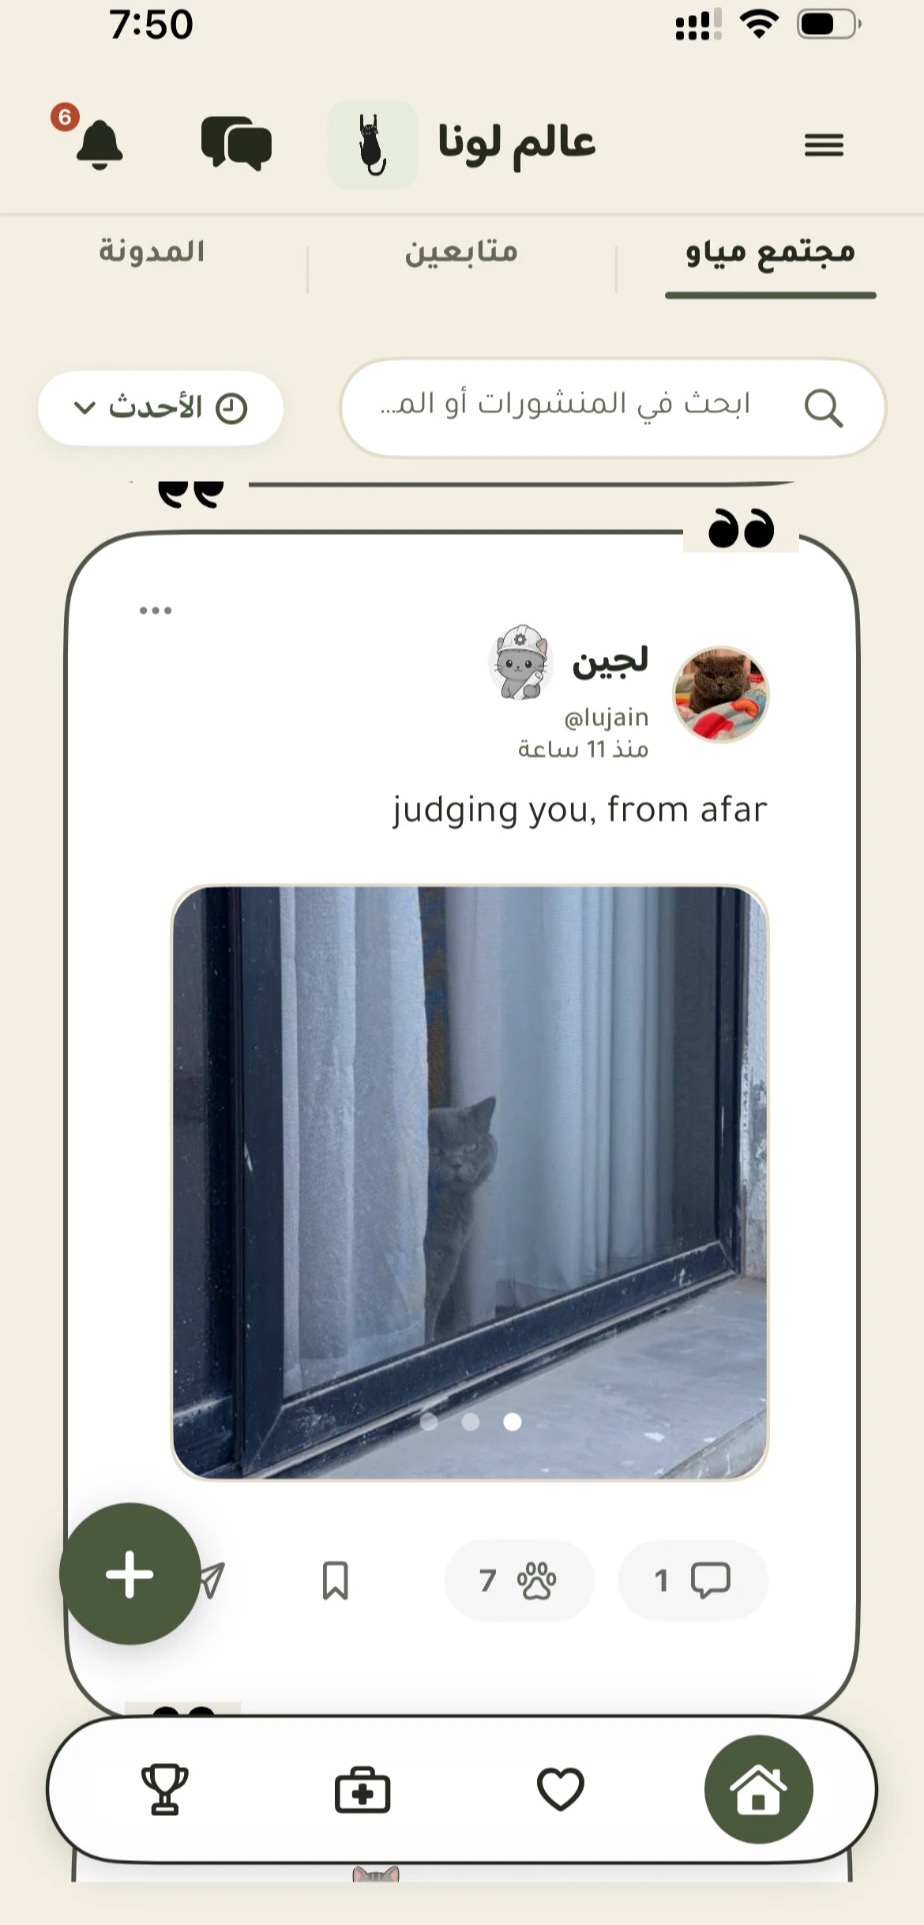 7:50
6
عالم لونا
مجتمع مياو
متابعين
المدونة
ابحث في المنشورات أو الم...
الأحدث
لجين
@lujain
منذ 11 ساعة
judging you, from afar
1
7